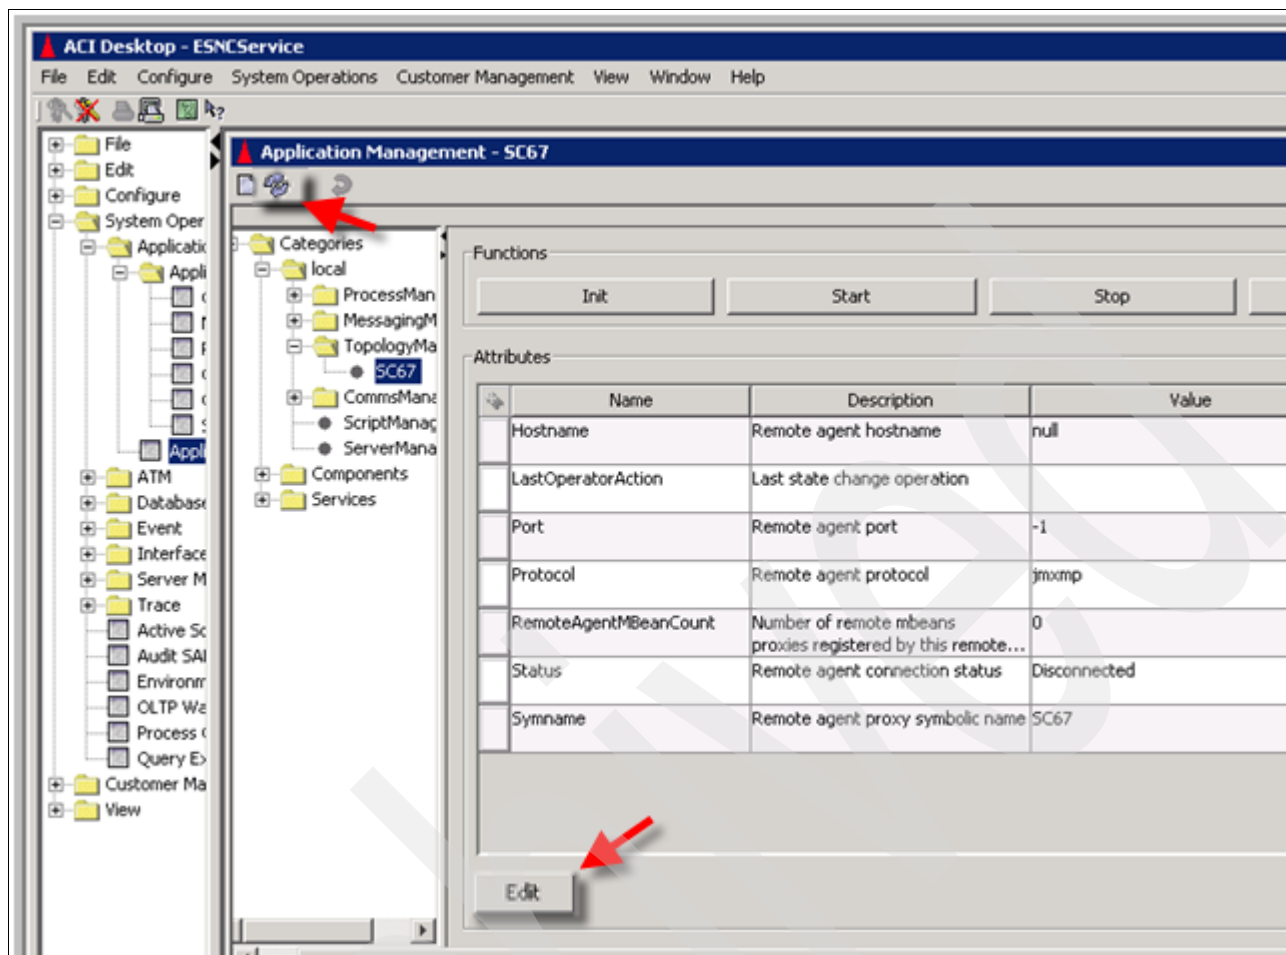 ACI Desktop - ESNCService
File Edit Configure System Operations Customer Management View Window Help
File
Edit
Configure
System Oper
Applicatic
Appli
Appli
ATM
Database
Event
Interface
Server M
Trace
Active Sc
Audit SAI
Environm
OLTP Wa
Process
Query Ex
Customer Ma
View
Application Management - SC67
Categories
local
ProcessMan
MessagingM
TopologyMa
SC67
CommsMana
ScriptManag
ServerMana
Components
Services
Functions
Init Start Stop
Attributes
Name Description Value
Hostname Remote agent hostname null
LastOperatorAction Last state change operation
Port Remote agent port -1
Protocol Remote agent protocol jmxmp
RemoteAgentMBeanCount Number of remote mbeans 0
proxies registered by this remote...
Status Remote agent connection status Disconnected
Symname Remote agent proxy symbolic name SC67
Edit